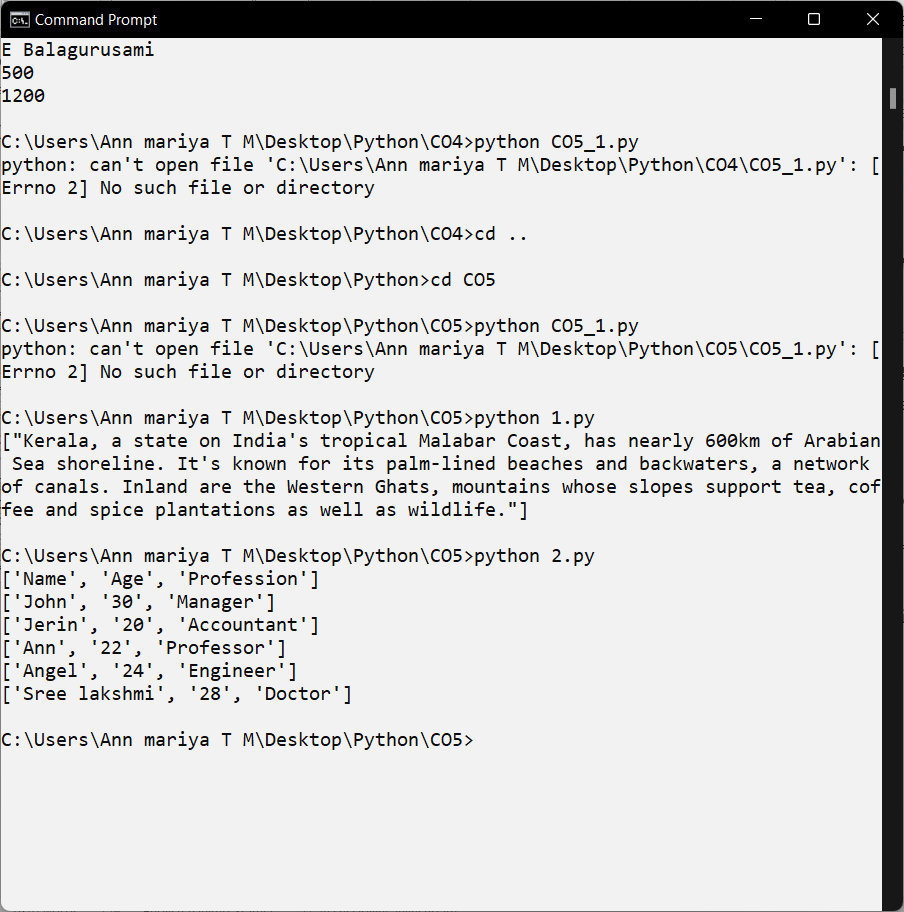 Command Prompt
E Balagurusami
500
1200
C:\Users\Ann mariya T M\Desktop\Python\CO4>python CO5_1.py
python: can't open file 'C:\Users\Ann mariya T M\Desktop\Python\CO4\CO5_1.py': [
Errno 2] No such file or directory
C:\Users\Ann mariya T M\Desktop\Python\CO4>cd ..
C:\Users\Ann mariya T M\Desktop\Python>cd CO5
C:\Users\Ann mariya T M\Desktop\Python\CO5>python CO5_1.py
python: can't open file 'C:\Users\Ann mariya T M\Desktop\Python\CO5\CO5_1.py': [
Errno 2] No such file or directory
C:\Users\Ann mariya T M\Desktop\Python\CO5>python 1.py
["Kerala, a state on India's tropical Malabar Coast, has nearly 600km of Arabian
 Sea shoreline. It's known for its palm-lined beaches and backwaters, a network
of canals. Inland are the Western Ghats, mountains whose slopes support tea, cof
fee and spice plantations as well as wildlife."]
C:\Users\Ann mariya T M\Desktop\Python\CO5>python 2.py
['Name', 'Age', 'Profession']
['John', '30', 'Manager']
['Jerin', '20', 'Accountant']
['Ann', '22', 'Professor']
['Angel', '24', 'Engineer']
['Sree lakshmi', '28', 'Doctor']
C:\Users\Ann mariya T M\Desktop\Python\CO5>